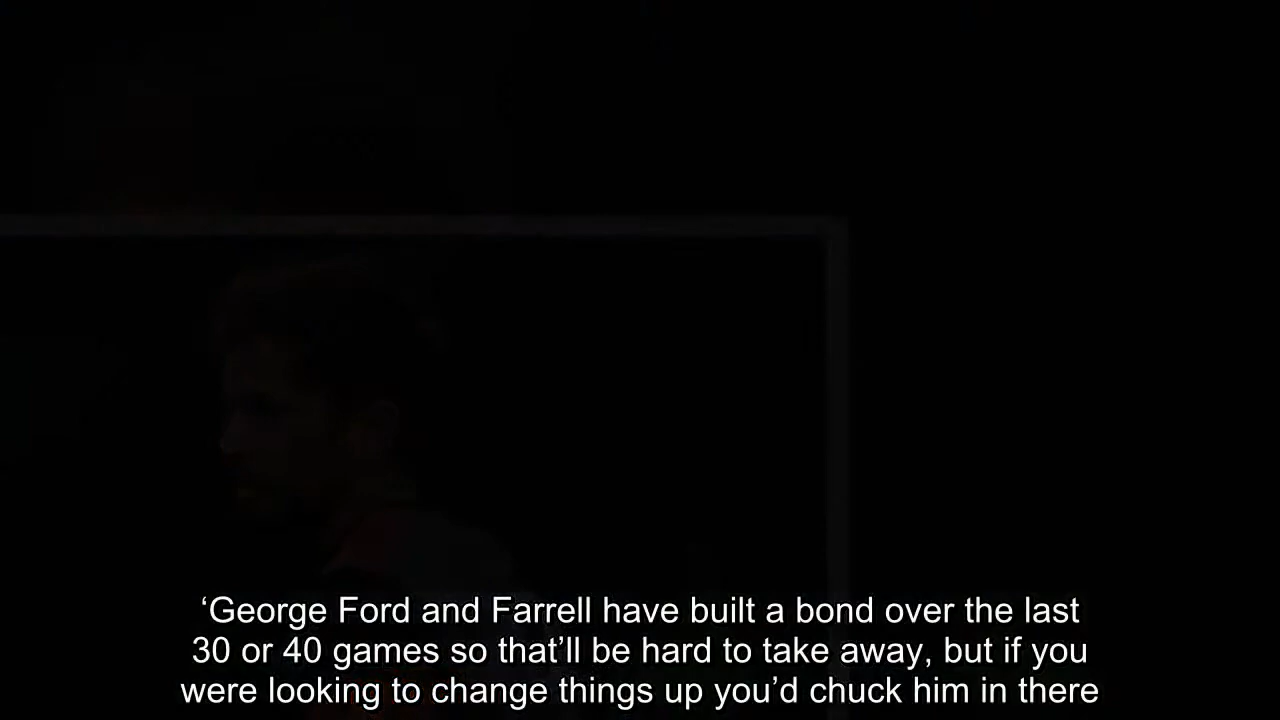 ‘George Ford and Farrell have built a bond over the last
30 or 40 games so that’ll be hard to take away, but if you
were looking to change things up you’d chuck him in there